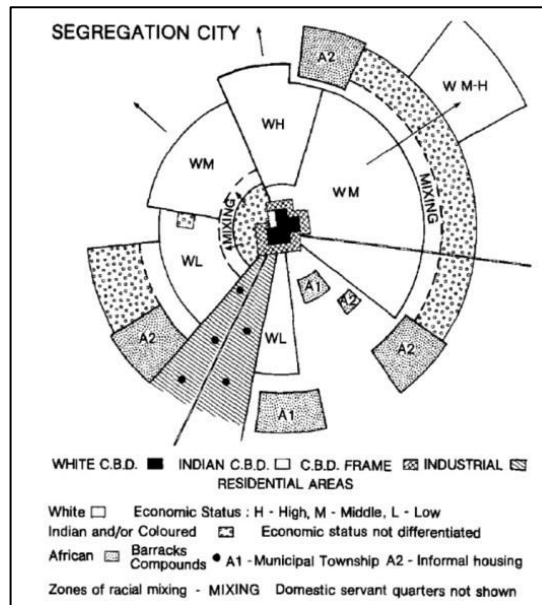 SEGREGATION CITY
A2
W M-H
WH
WM
WM
MIXING
MIXING
WL
A1
A2
A2
WL
A2
A1
WHITE C.B.D. INDIAN C.B.D. C.B.D. FRAME INDUSTRIAL
RESIDENTIAL AREAS
White Economic Status : H - High, M - Middle, L - Low
Indian and/or Coloured Economic status not differentiated
African Barracks Compounds A1 - Municipal Township A2 - Informal housing
Zones of racial mixing - MIXING Domestic servant quarters not shown